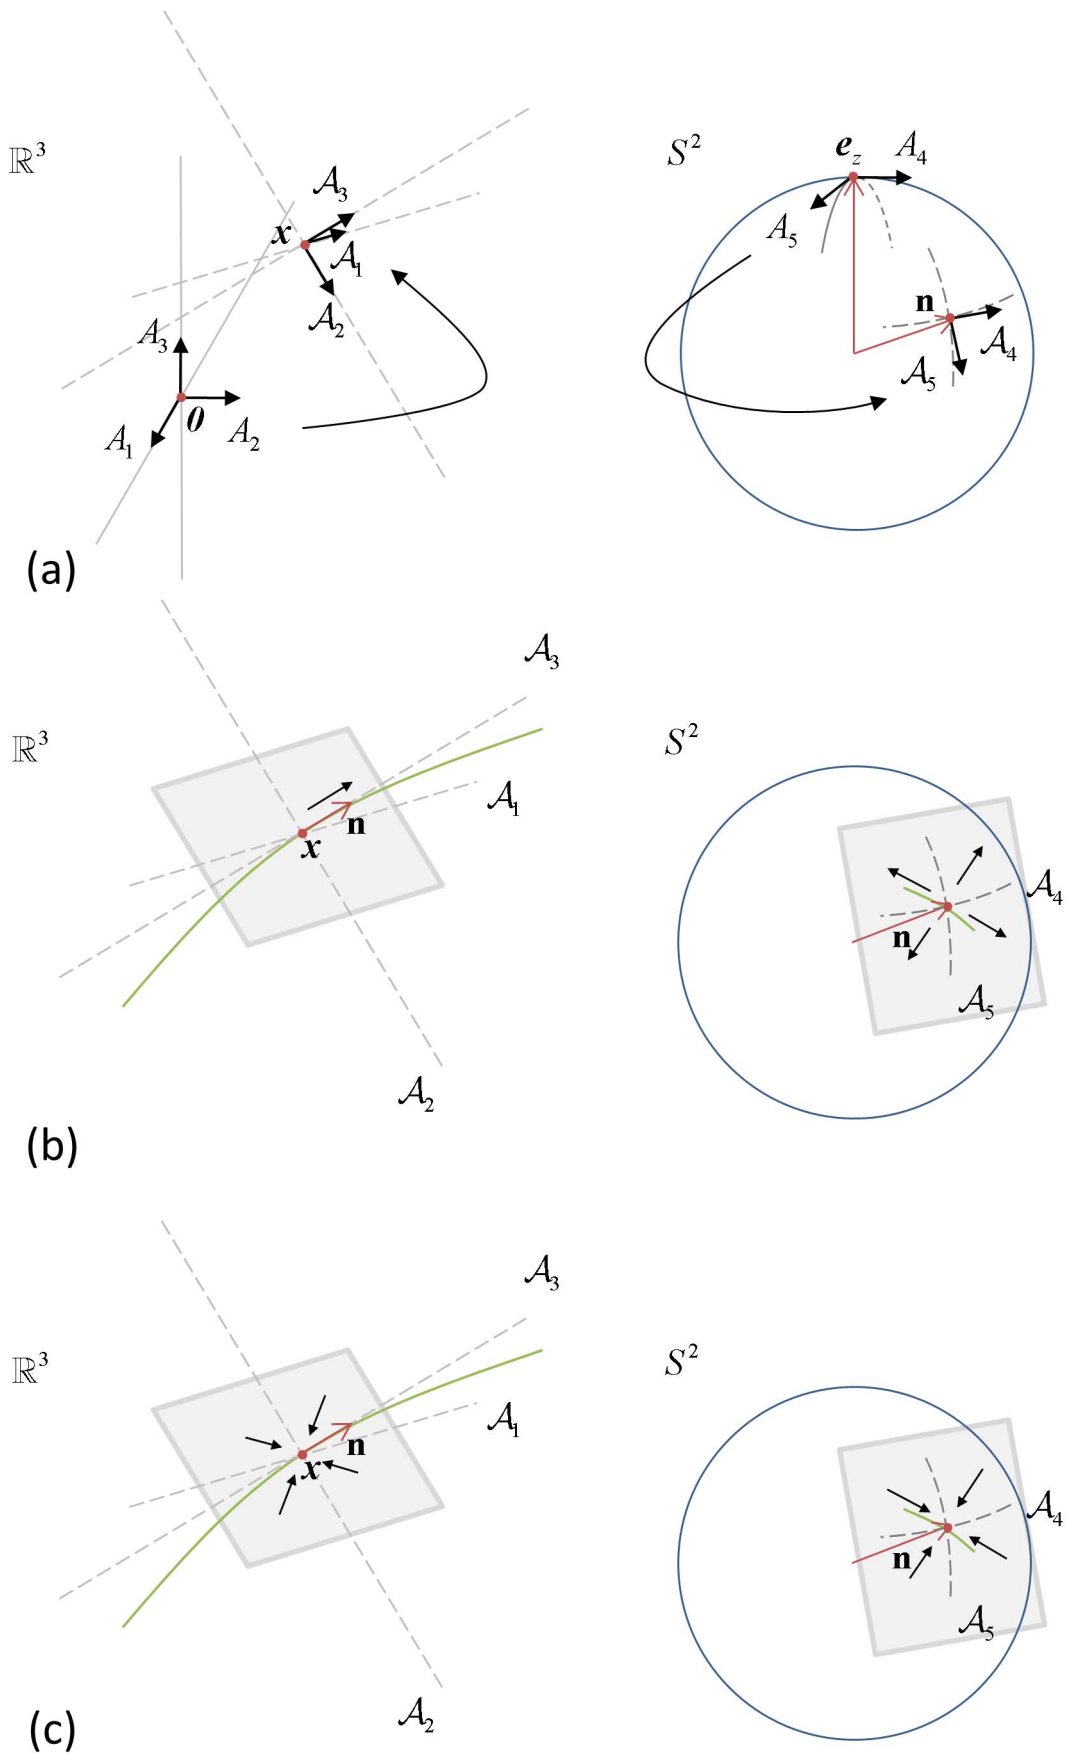 ℝ³
𝒜₃
x
𝒜₁
𝒜₂
A₃
0
A₁
A₂
S²
e_z
A₄
A₅
n
𝒜₄
𝒜₅
(a)
𝒜₃
ℝ³
𝒜₁
n
x
𝒜₂
S²
𝒜₄
n
𝒜₅
(b)
𝒜₃
ℝ³
𝒜₁
n
x
𝒜₂
S²
𝒜₄
n
𝒜₅
(c)